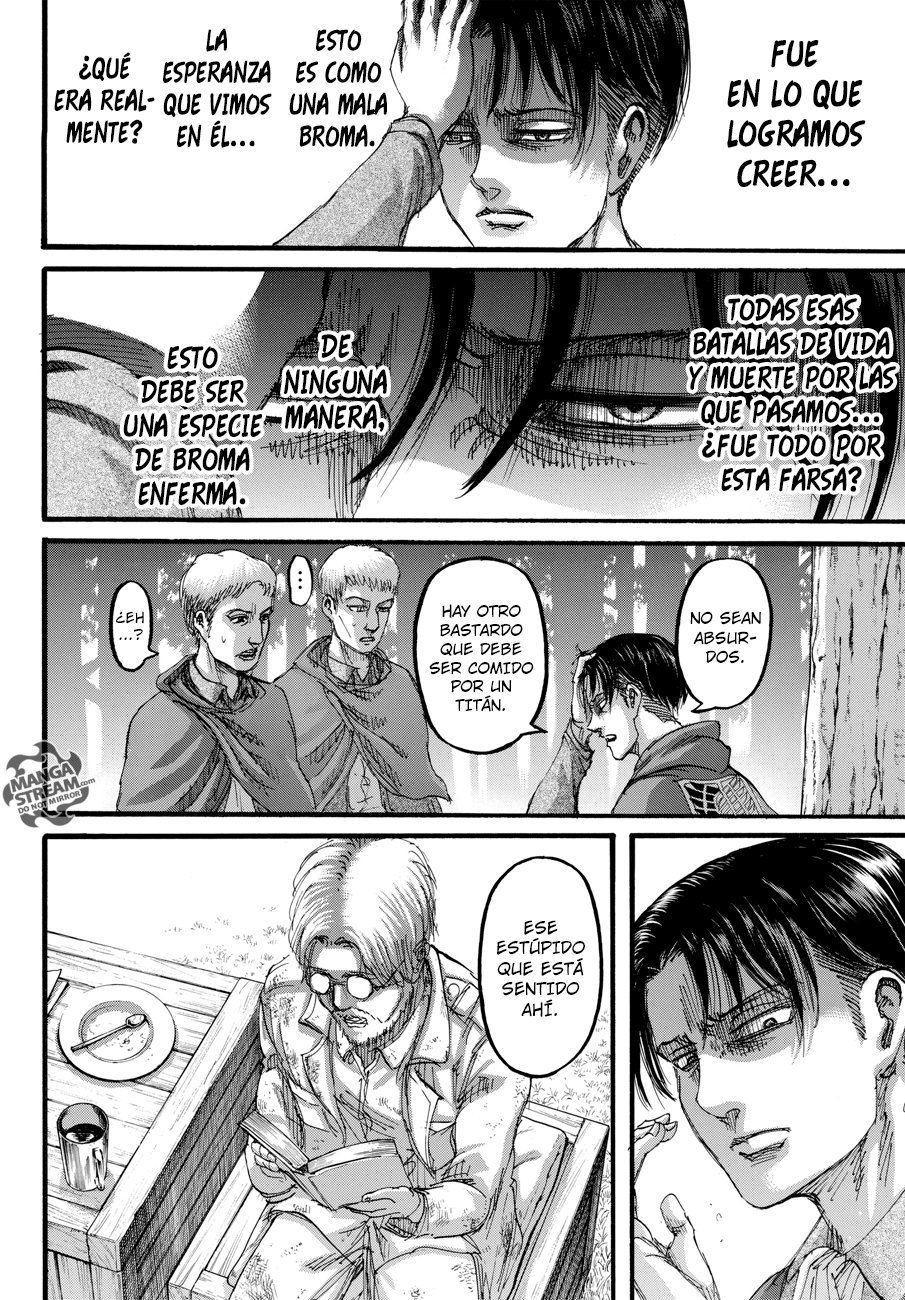 FUE
EN LO QUE
LOGRAMOS
CREER...
ESTO
ES COMO
UNA MALA
BROMA.
LA
ESPERANZA
QUE VIMOS
EN ÉL...
¿QUÉ
ERA REAL-
MENTE?
TODAS ESAS
BATALLAS DE VIDA
Y MUERTE POR LAS
QUE PASAMOS...
¿FUE TODO POR
ESTA FARSA?
DE
NINGUNA
MANERA,
ESTO
DEBE SER
UNA ESPECIE
DE BROMA
ENFERMA.
NO SEAN
ABSUR-
DOS.
HAY OTRO
BASTARDO
QUE DEBE
SER COMIDO
POR UN
TITÁN.
...
¿EH
...?
MANGA
STREAM.com
DO NOT MIRROR!
ESE
ESTÚPIDO
QUE ESTÁ
SENTIDO
AHÍ.